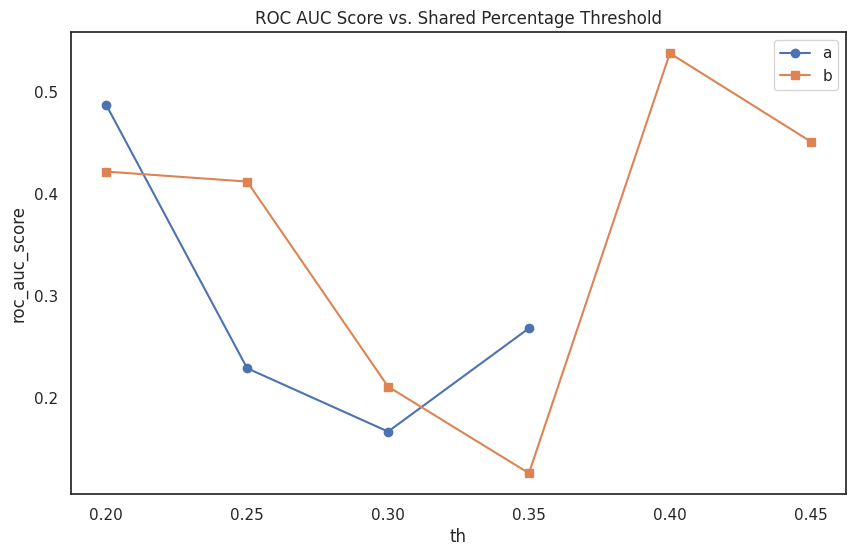 ROC AUC Score vs. Shared Percentage Threshold
a
b
roc_auc_score
0.5
0.4
0.3
0.2
0.20 0.25 0.30 0.35 0.40 0.45
th